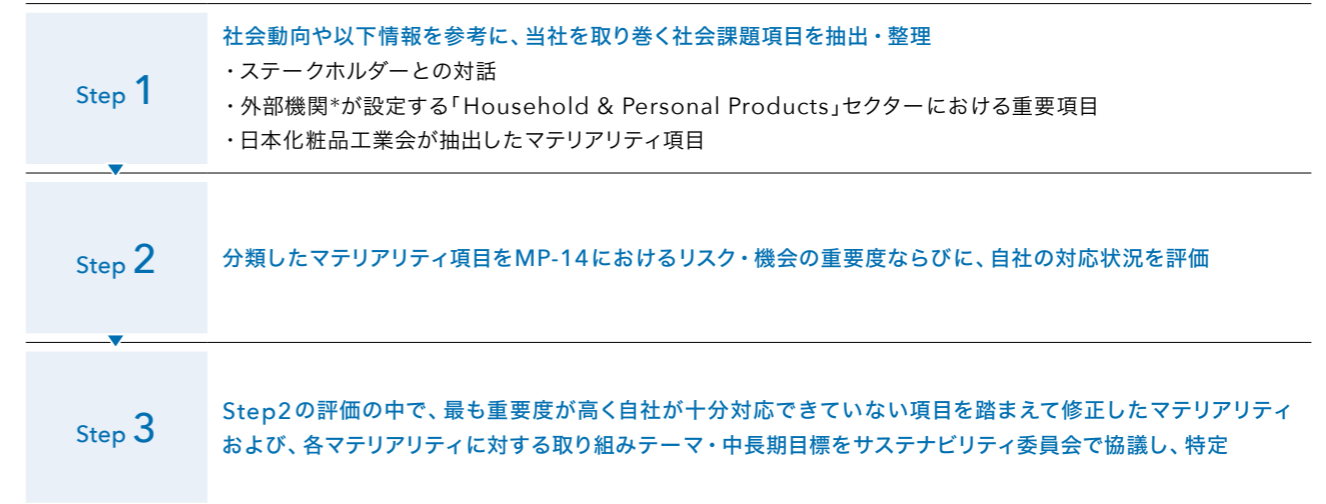 Step 1
社会動向や以下情報を参考に、当社を取り巻く社会課題項目を抽出・整理
・ステークホルダーとの対話
・外部機関*が設定する「Household & Personal Products」セクターにおける重要項目
・日本化粧品工業会が抽出したマテリアリティ項目
Step 2
分類したマテリアリティ項目をMP-14におけるリスク・機会の重要度ならびに、自社の対応状況を評価
Step 3
Step2の評価の中で、最も重要度が高く自社が十分対応できていない項目を踏まえて修正したマテリアリティ
および、各マテリアリティに対する取り組みテーマ・中長期目標をサステナビリティ委員会で協議し、特定